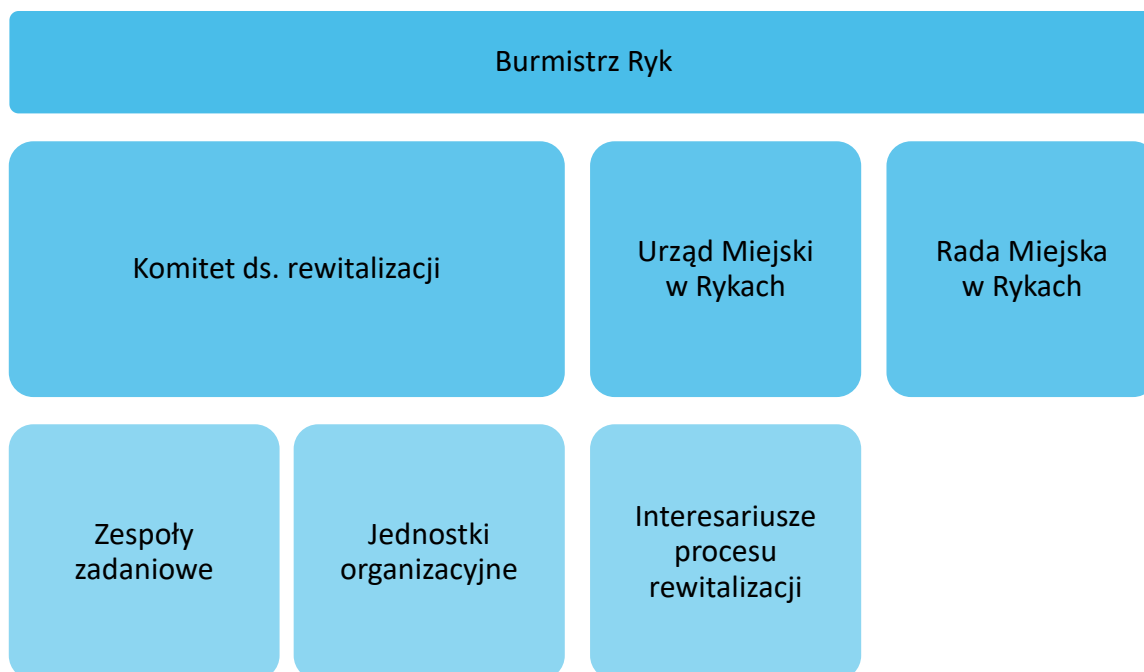 Burmistrz Ryk
Komitet ds. rewitalizacji
Urząd Miejski
w Rykach
Rada Miejska
w Rykach
Zespoły
zadaniowe
Jednostki
organizacyjne
Interesariusze
procesu
rewitalizacji